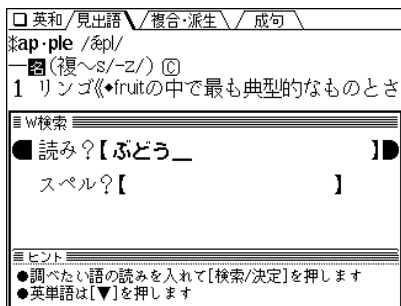 英和 見出語 複合・派生 成句
*ap・ple /ǽpl/
━名(複〜s/-z/) Ⓒ
1 リンゴ《◆fruitの中で最も典型的なものとさ
W検索
読み?【ぶどう_ 】
スペル?【 】
ヒント
●調べたい語の読みを入れて[検索/決定]を押します
●英単語は[▼]を押します